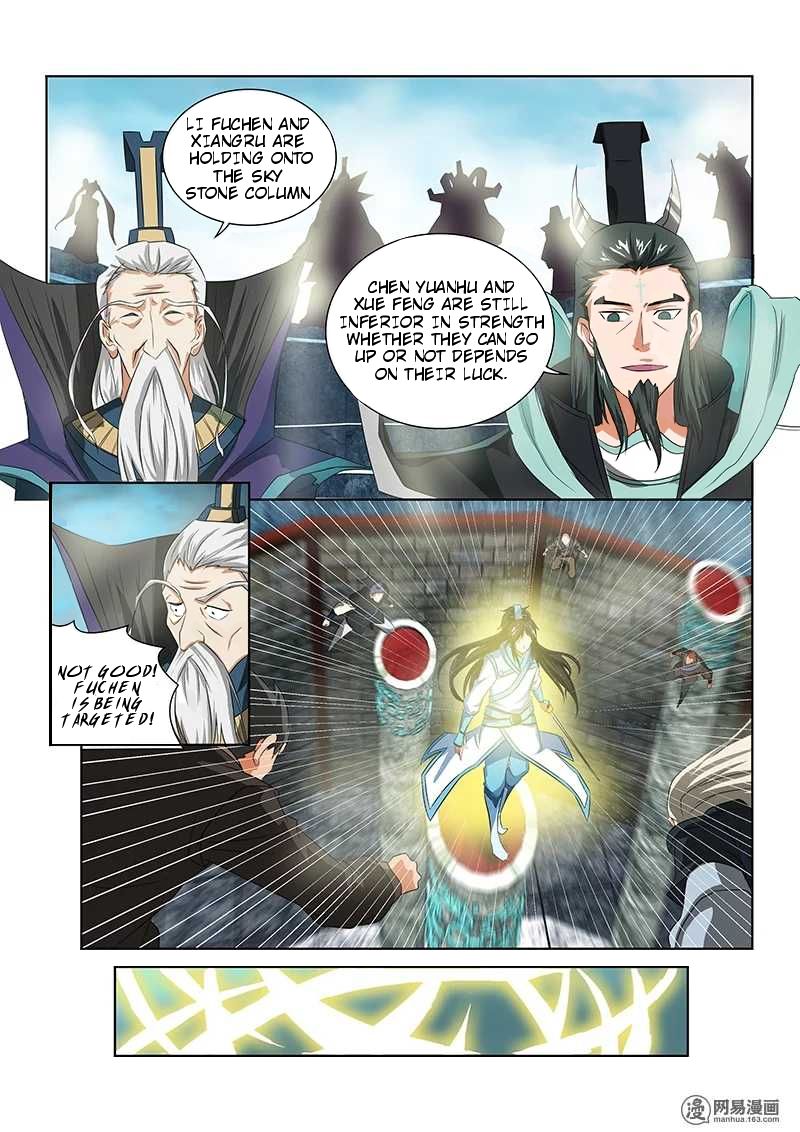 LI FUCHEN AND
XIANGRU ARE
HOLDING ONTO
THE SKY
STONE COLUMN
CHEN YUANHU AND
XUE FENG ARE STILL
INFERIOR IN STRENGTH
WHETHER THEY CAN GO
UP OR NOT DEPENDS
ON THEIR LUCK.
NOT GOOD!
FUCHEN
IS BEING
TARGETED!
漫 网易漫画
manhua.163.com